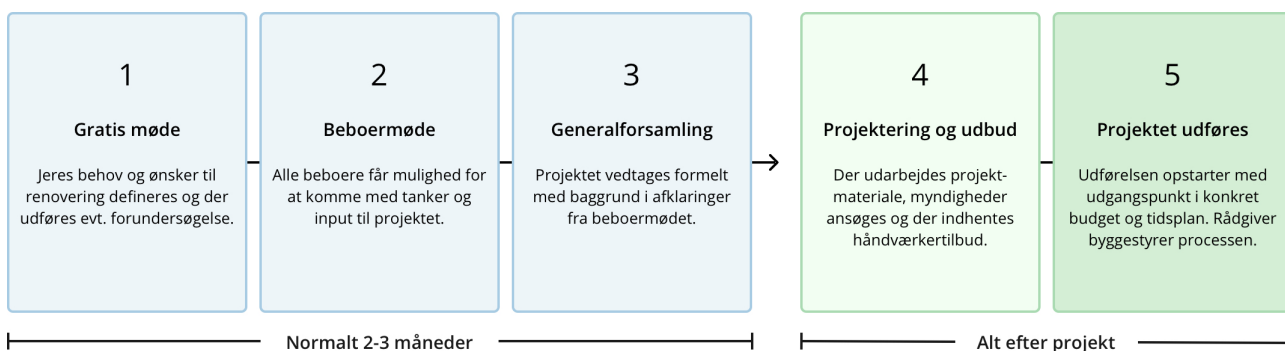 1
Gratis møde
Jeres behov og ønsker til
renovering defineres og der
udføres evt. forundersøgelse.
2
Beboermøde
Alle beboere får mulighed for
at komme med tanker og
input til projektet.
3
Generalforsamling
Projektet vedtages formelt
med baggrund i afklaringer
fra beboermødet.
4
Projektering og udbud
Der udarbejdes projekt-
materiale, myndigheder
ansøges og der indhentes
håndværkertilbud.
5
Projektet udføres
Udførelsen opstarter med
udgangspunkt i konkret
budget og tidsplan. Rådgiver
byggestyrer processen.
Normalt 2-3 måneder
Alt efter projekt